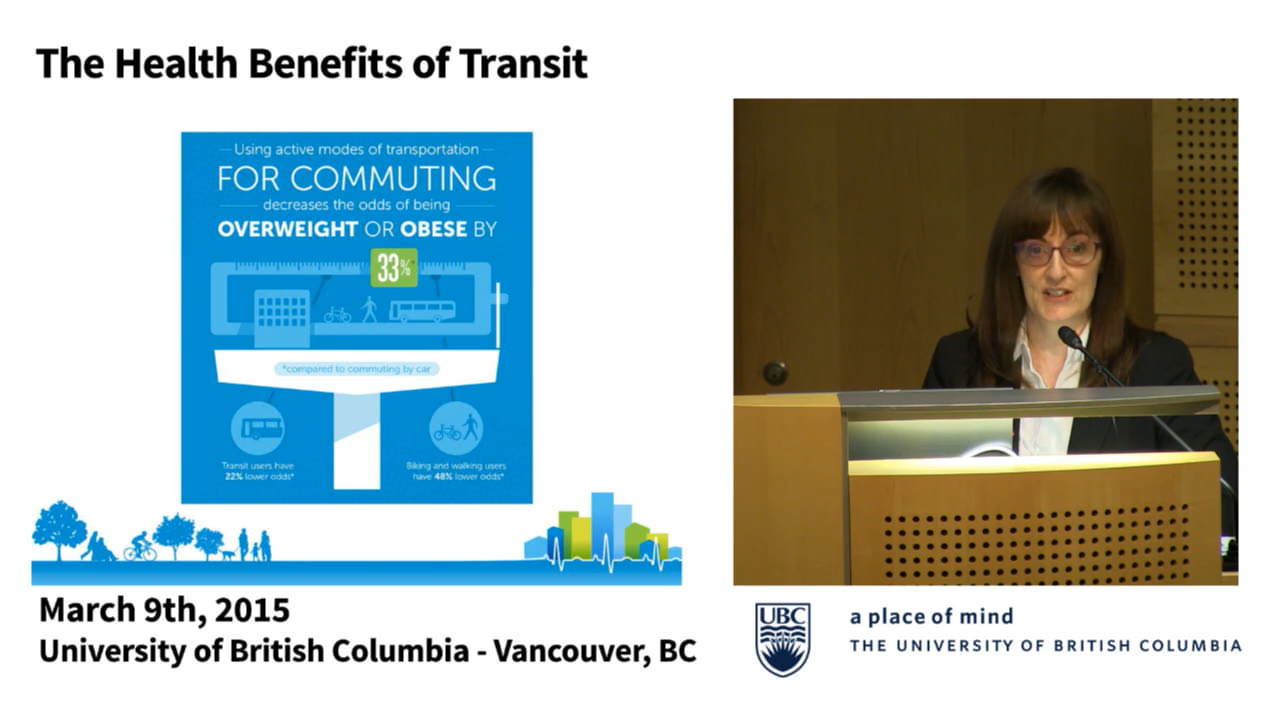 The Health Benefits of Transit
Using active modes of transportation
FOR COMMUTING
decreases the odds of being
OVERWEIGHT OR OBESE BY
33%*
*compared to commuting by car
Transit users have
22% lower odds*
Biking and walking users
have 48% lower odds*
March 9th, 2015
University of British Columbia - Vancouver, BC
UBC
a place of mind
THE UNIVERSITY OF BRITISH COLUMBIA